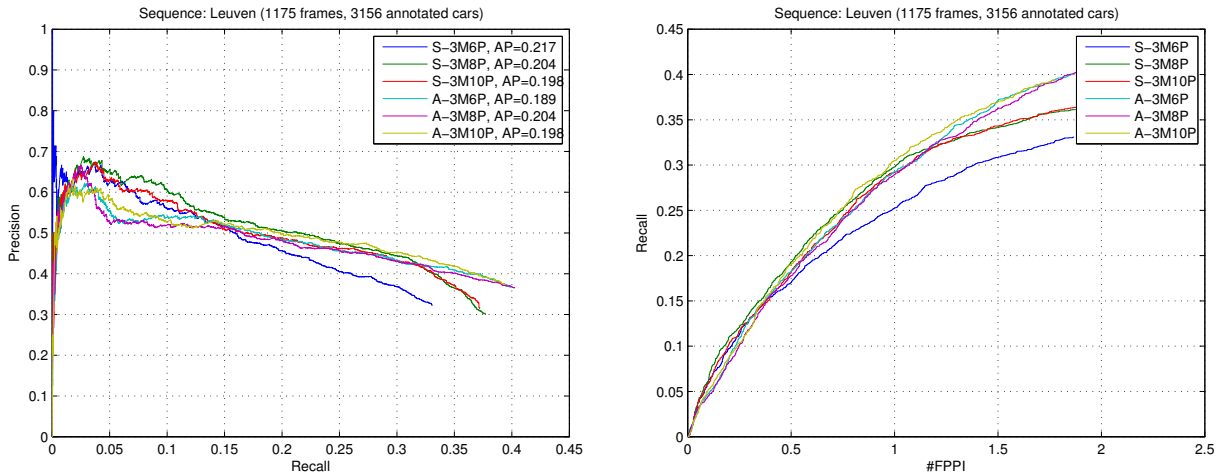 Sequence: Leuven (1175 frames, 3156 annotated cars)
1
0.9
0.8
0.7
0.6
0.5
0.4
0.3
0.2
0.1
0
Precision
S-3M6P, AP=0.217
S-3M8P, AP=0.204
S-3M10P, AP=0.198
A-3M6P, AP=0.189
A-3M8P, AP=0.204
A-3M10P, AP=0.198
0 0.05 0.1 0.15 0.2 0.25 0.3 0.35 0.4 0.45
Recall
Sequence: Leuven (1175 frames, 3156 annotated cars)
0.45
0.4
0.35
0.3
0.25
0.2
0.15
0.1
0.05
0
Recall
S-3M6P
S-3M8P
S-3M10P
A-3M6P
A-3M8P
A-3M10P
0 0.5 1 1.5 2 2.5
#FPPI